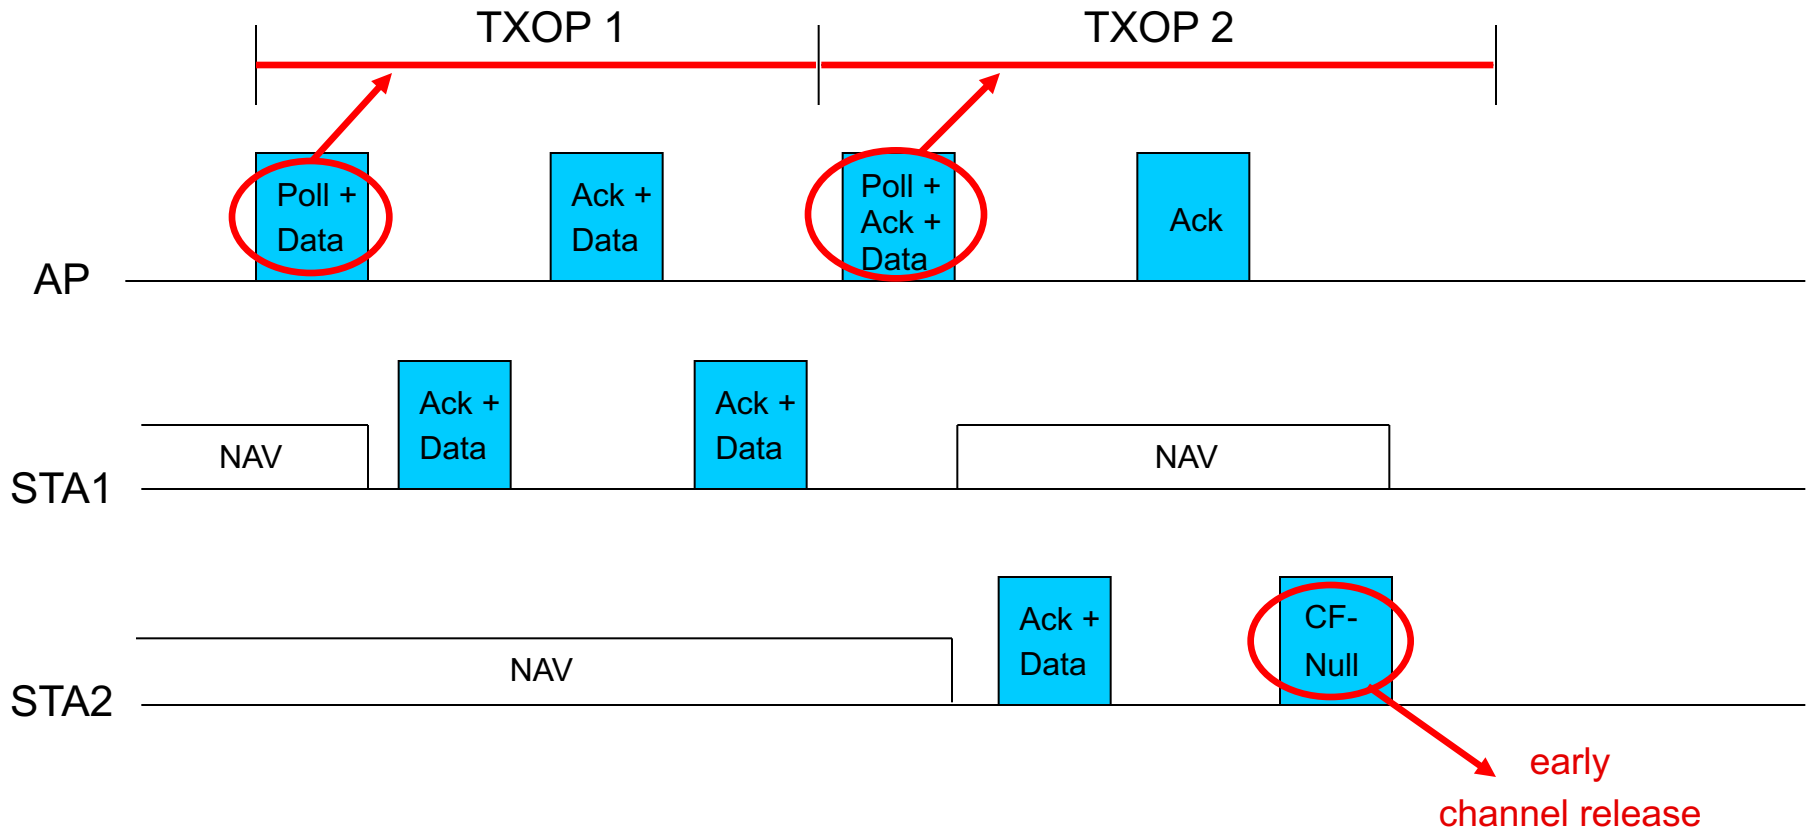 TXOP 1
TXOP 2
Poll +
Data
Ack +
Data
Poll +
Ack +
Data
Ack
AP
Ack +
Data
Ack +
Data
NAV
NAV
STA1
Ack +
Data
CF-
Null
NAV
STA2
early
channel release